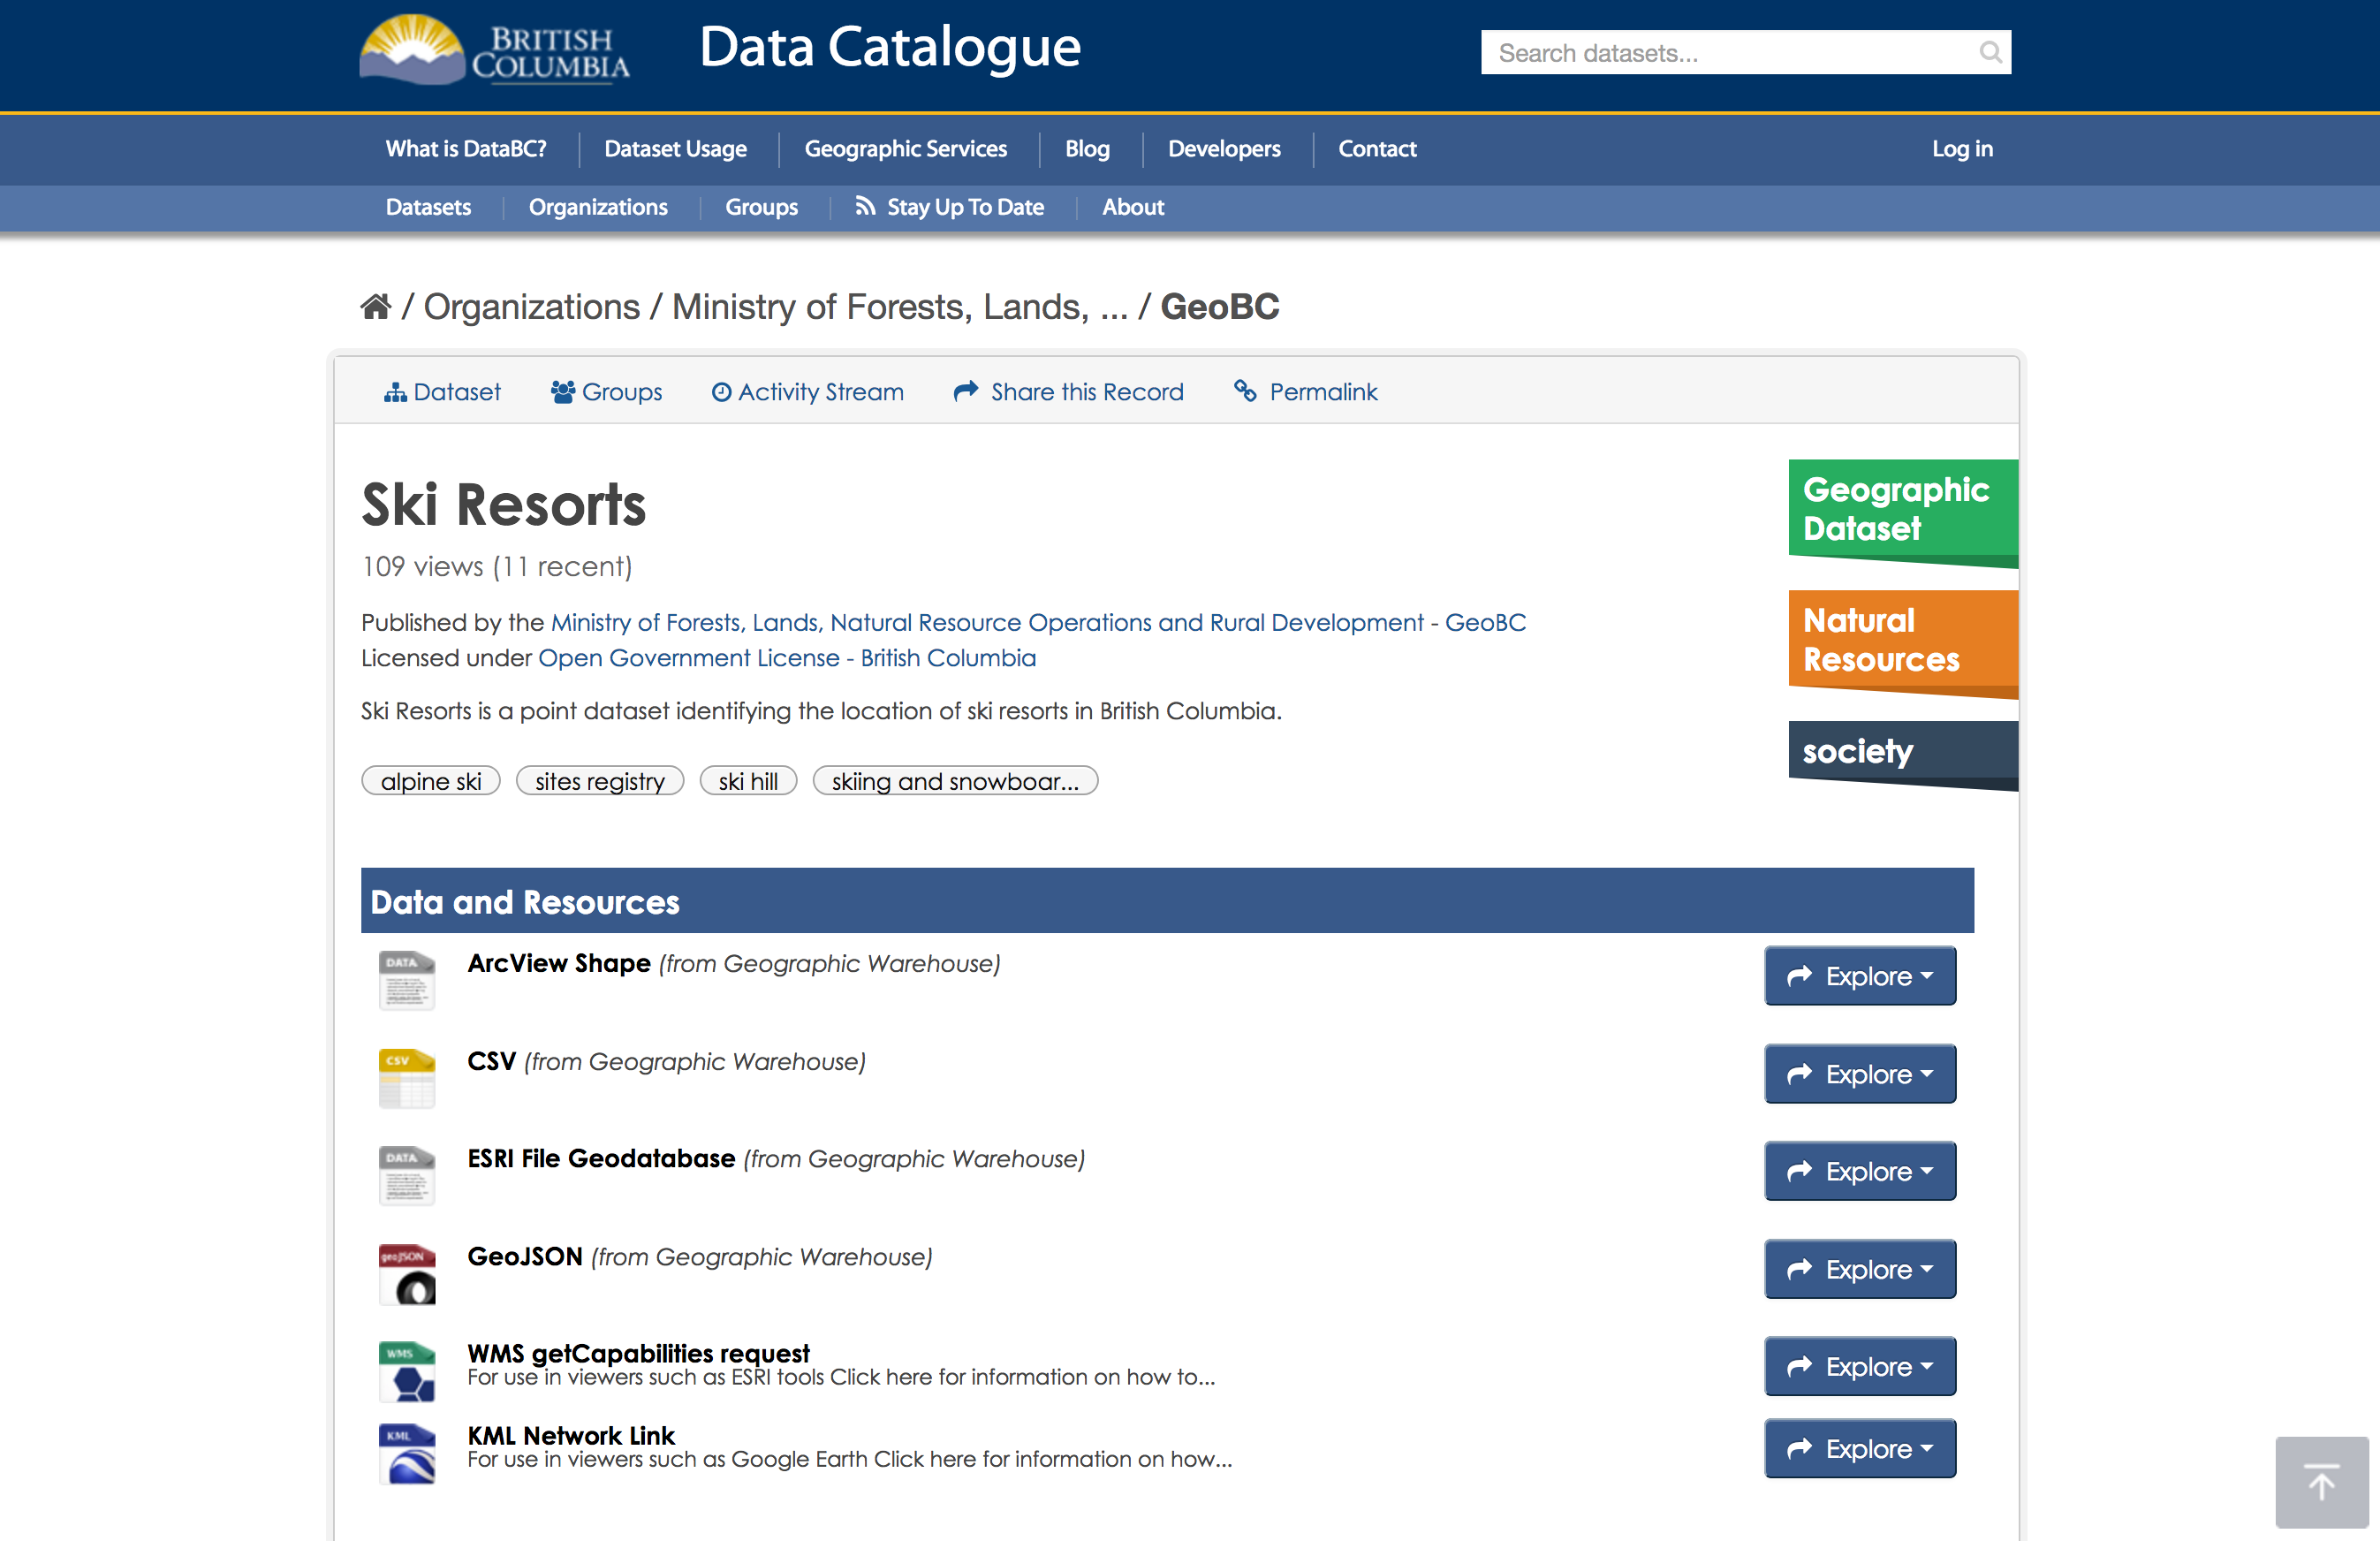 BRITISH
COLUMBIA
Data Catalogue
Search datasets...
What is DataBC?
Dataset Usage
Geographic Services
Blog
Developers
Contact
Log in
Datasets
Organizations
Groups
Stay Up To Date
About
/ Organizations / Ministry of Forests, Lands, ... / GeoBC
Dataset
Groups
Activity Stream
Share this Record
Permalink
Ski Resorts
109 views (11 recent)
Published by the Ministry of Forests, Lands, Natural Resource Operations and Rural Development - GeoBC
Licensed under Open Government License - British Columbia
Ski Resorts is a point dataset identifying the location of ski resorts in British Columbia.
alpine ski
sites registry
ski hill
skiing and snowboar...
Geographic
Dataset
Natural
Resources
society
Data and Resources
DATA
ArcView Shape (from Geographic Warehouse)
Explore
CSV
CSV (from Geographic Warehouse)
Explore
DATA
ESRI File Geodatabase (from Geographic Warehouse)
Explore
geoJSON
GeoJSON (from Geographic Warehouse)
Explore
WMS
WMS getCapabilities request
For use in viewers such as ESRI tools Click here for information on how to...
Explore
KML
KML Network Link
For use in viewers such as Google Earth Click here for information on how...
Explore